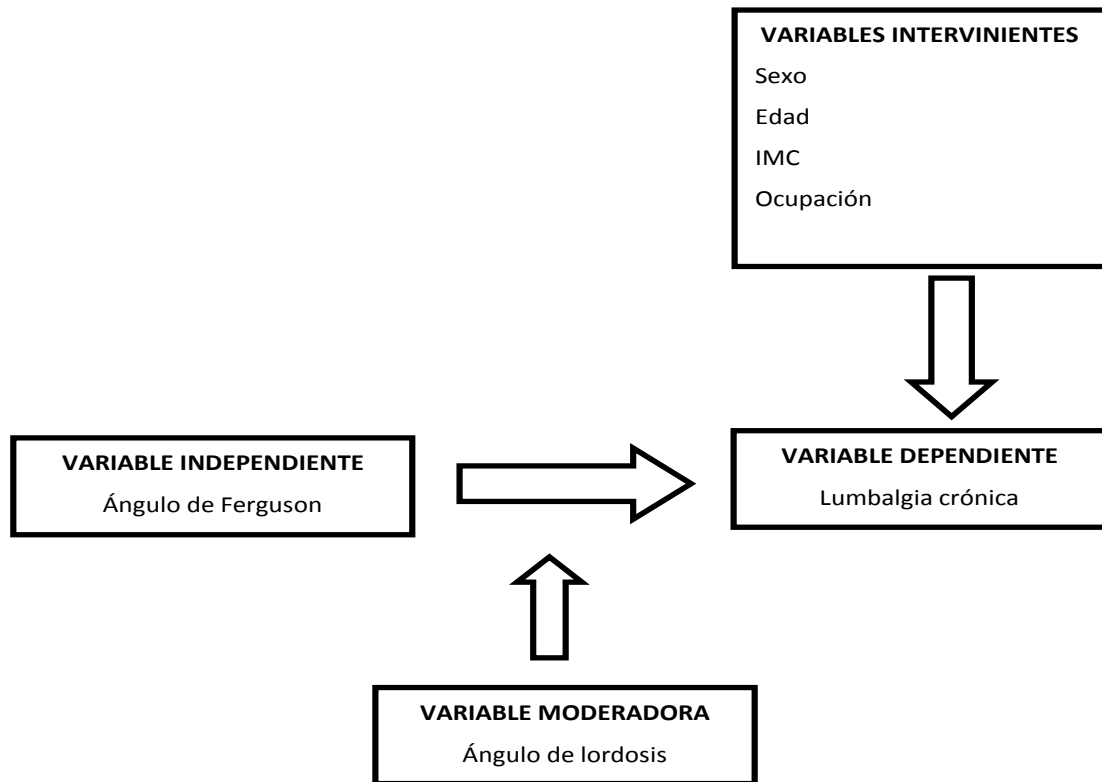 VARIABLES INTERVINIENTES
Sexo
Edad
IMC
Ocupación
VARIABLE INDEPENDIENTE
Ángulo de Ferguson
VARIABLE DEPENDIENTE
Lumbalgia crónica
VARIABLE MODERADORA
Ángulo de lordosis